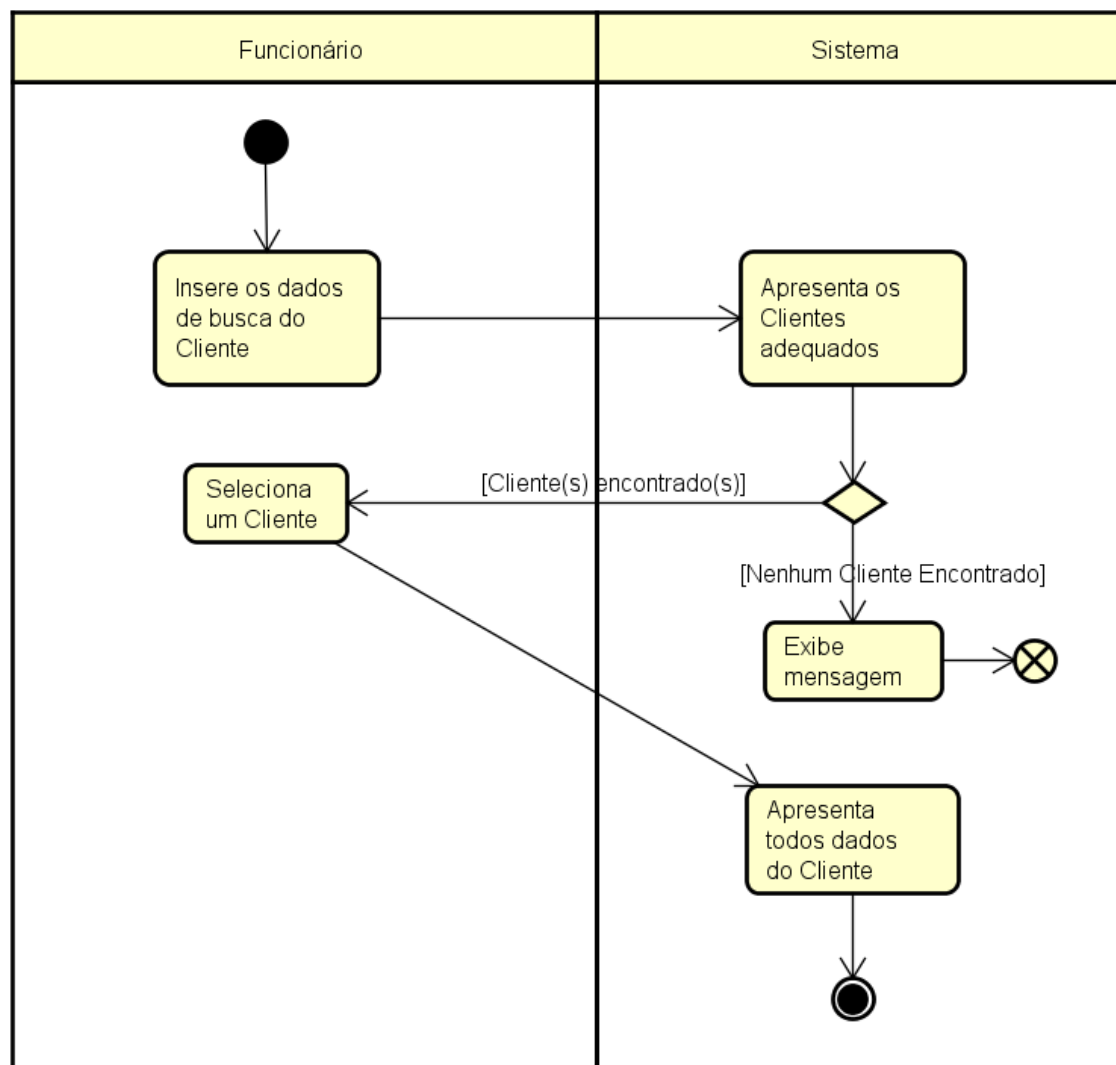 Funcionário
Sistema
Insere os dados
de busca do
Cliente
Apresenta os
Clientes
adequados
[Cliente(s) encontrado(s)]
Seleciona
um Cliente
[Nenhum Cliente Encontrado]
Exibe
mensagem
Apresenta
todos dados
do Cliente